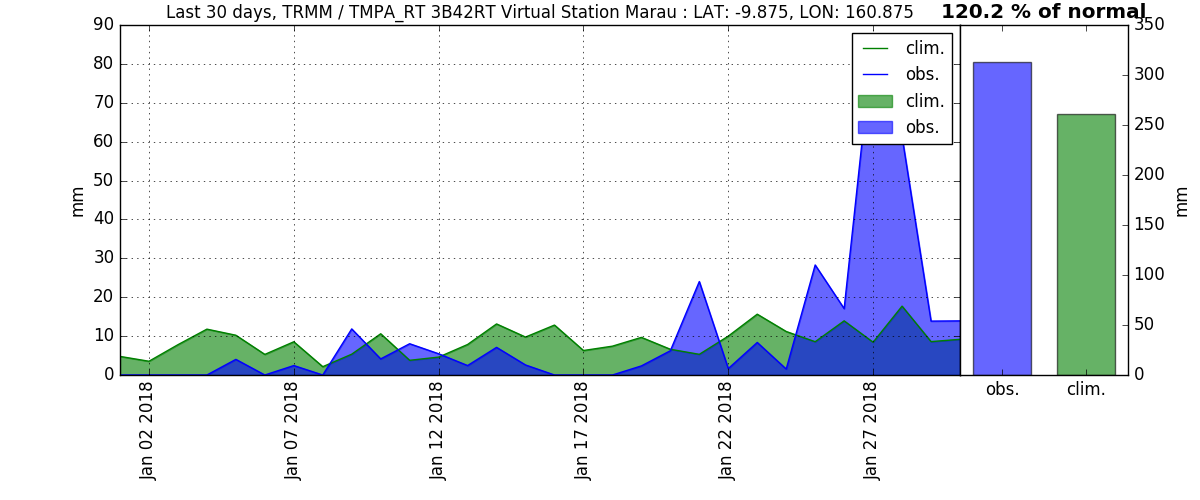 Last 30 days, TRMM / TMPA_RT 3B42RT Virtual Station Marau : LAT: -9.875, LON: 160.875
120.2 % of normal
90
80
70
60
50
40
30
20
10
0
mm
clim.
obs.
clim.
obs.
350
300
250
200
150
100
50
0
mm
Jan 02 2018
Jan 07 2018
Jan 12 2018
Jan 17 2018
Jan 22 2018
Jan 27 2018
obs.
clim.